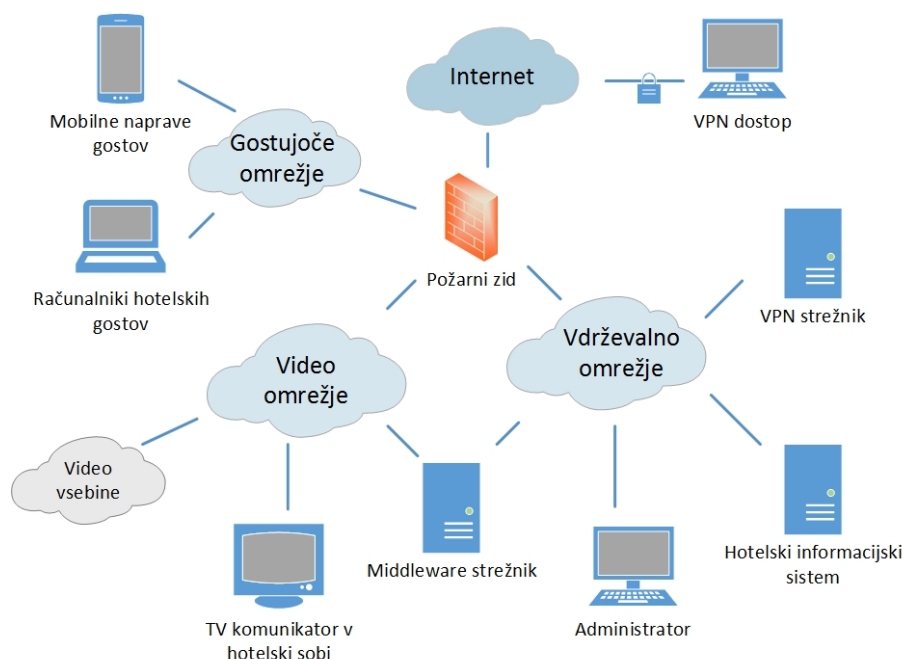 Internet
Mobilne naprave
gostov
VPN dostop
Gostujoče
omrežje
Računalniki hotelskih
gostov
Požarni zid
VPN strežnik
Video
omrežje
Vdrževalno
omrežje
Video
vsebine
Middleware strežnik
Hotelski informacijski
sistem
TV komunikator v
hotelski sobi
Administrator